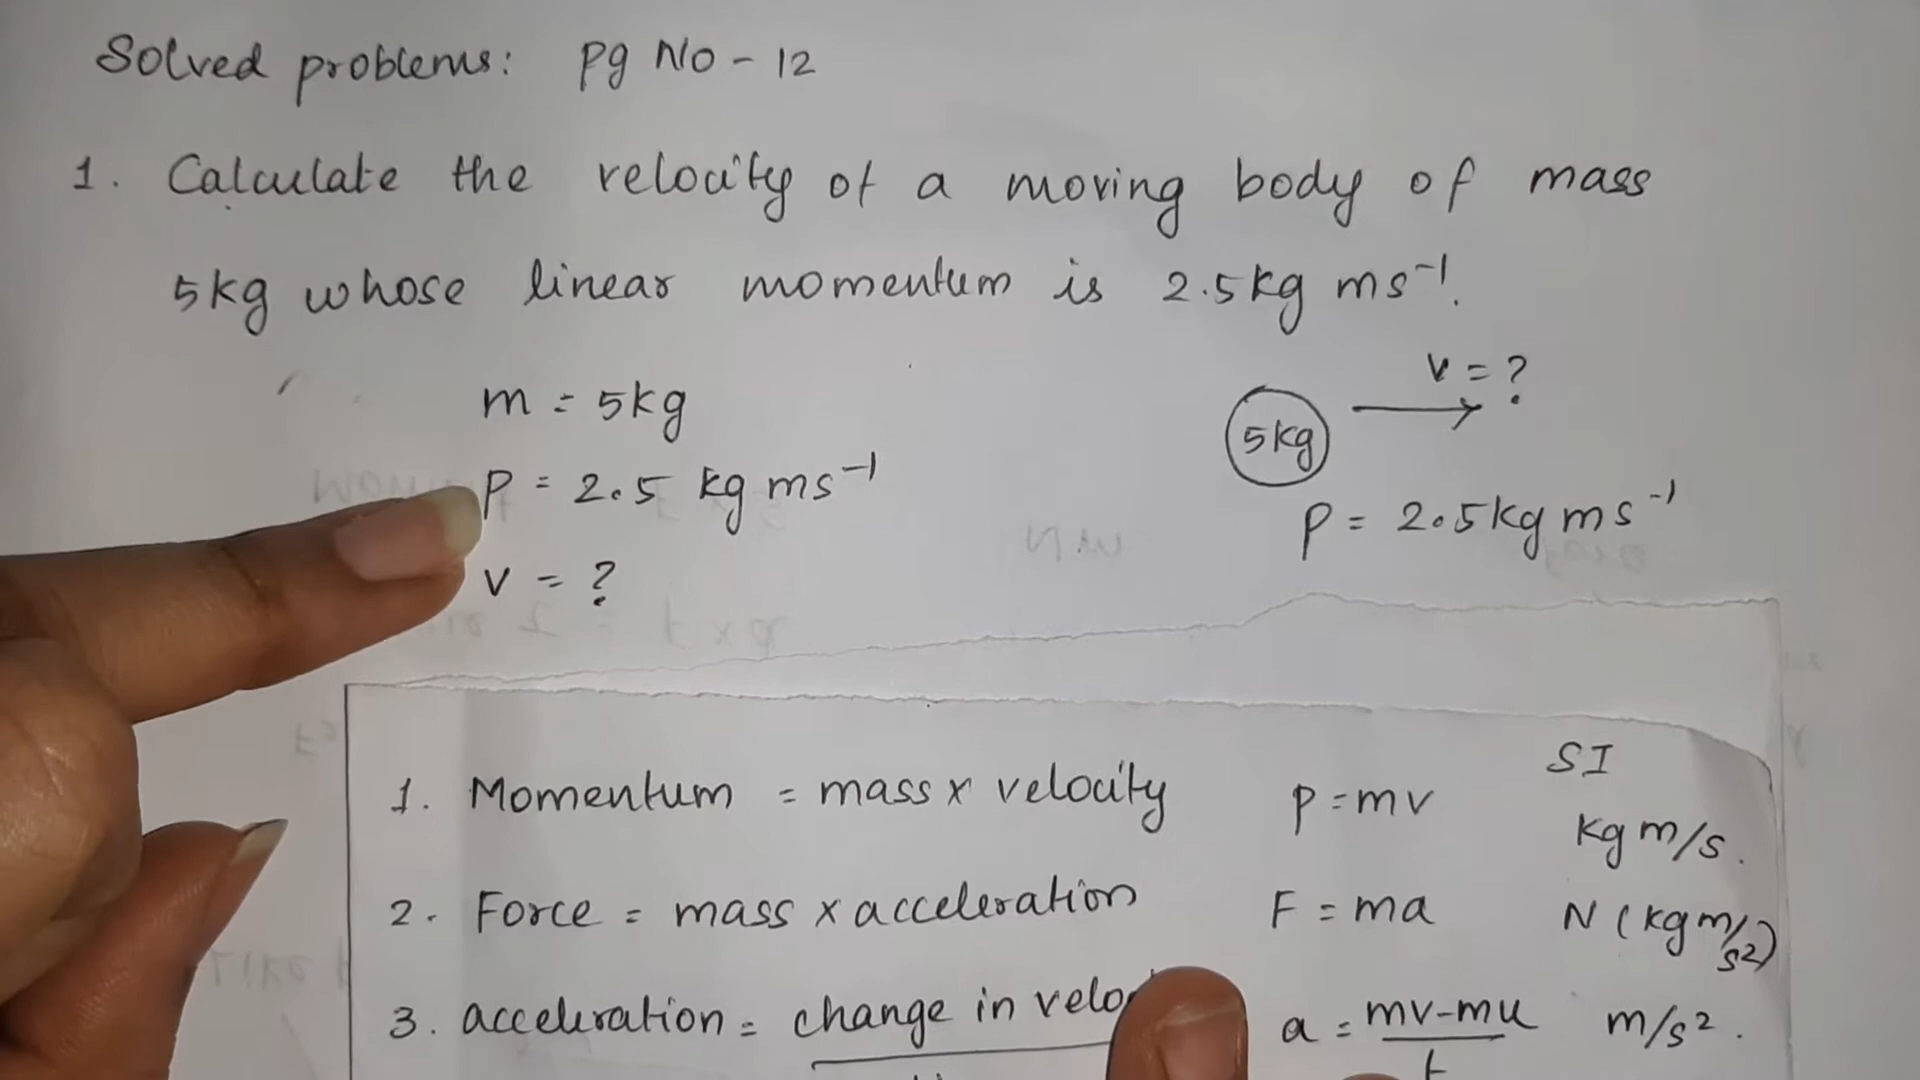 Solved problems: pg No - 12
1. Calculate the velocity of a moving body of mass
5kg whose linear momentum is 2.5kg ms⁻¹.
m = 5kg
P = 2.5 kg ms⁻¹
v = ?
v = ?
5kg
P = 2.5kg ms⁻¹
SI
1. Momentum = mass x velocity p = mv kg m/s.
2. Force = mass x acceleration F = ma N (kg m/s²)
3. acceleration = change in a = mv-mu m/s².
t